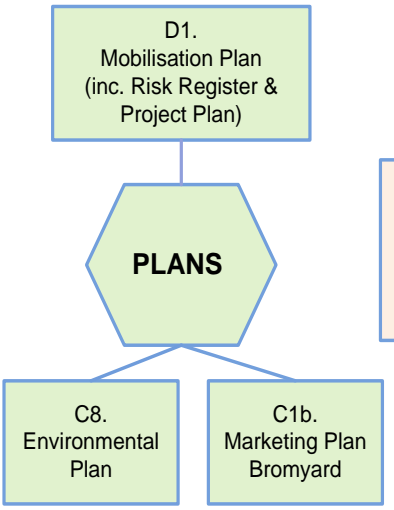 D1.
Mobilisation Plan
(inc. Risk Register &
Project Plan)
PLANS
C8.
Environmental
Plan
C1b.
Marketing Plan
Bromyard